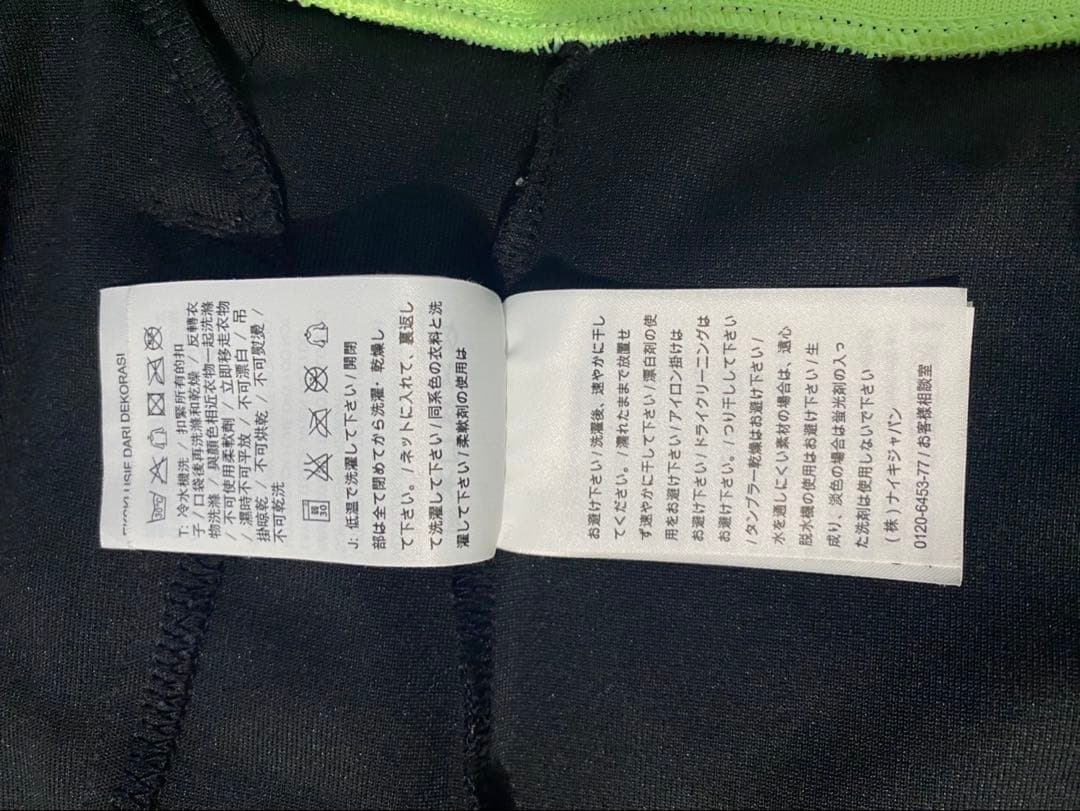 EKSKLUSIF DARI DEKORASI
30°
T: 冷水機洗 / 扣緊所有的扣
子 / 口袋後再洗滌和乾燥 / 反轉衣
物洗滌 / 與顏色相近衣物一起洗滌
/ 不可使用柔軟劑 / 立即移走衣物
/ 濕時不可平放 / 不可漂白 / 吊
掛晾乾 / 不可烘乾 / 不可熨燙 /
不可乾洗
弱
30
J: 低温で洗濯して下さい / 開閉
部は全て閉めてから洗濯・乾燥し
て下さい。/ ネットに入れて、裏返し
て洗濯して下さい / 同系色の衣料と洗
濯して下さい / 柔軟剤の使用は
お避け下さい / 洗濯後、速やかに干し
てください。/ 濡れたままで放置せ
ず速やかに干して下さい / 漂白剤の使
用をお避け下さい / アイロン掛けは
お避け下さい / ドライクリーニングは
お避け下さい。/ つり干しして下さい
/ タンブラー乾燥はお避け下さい /
水を通しにくい素材の場合は、遠心
脱水機の使用はお避け下さい / 生
成り、淡色の場合は蛍光剤の入っ
た洗剤は使用しないで下さい
(株) ナイキジャパン
0120-6453-77 / お客様相談室